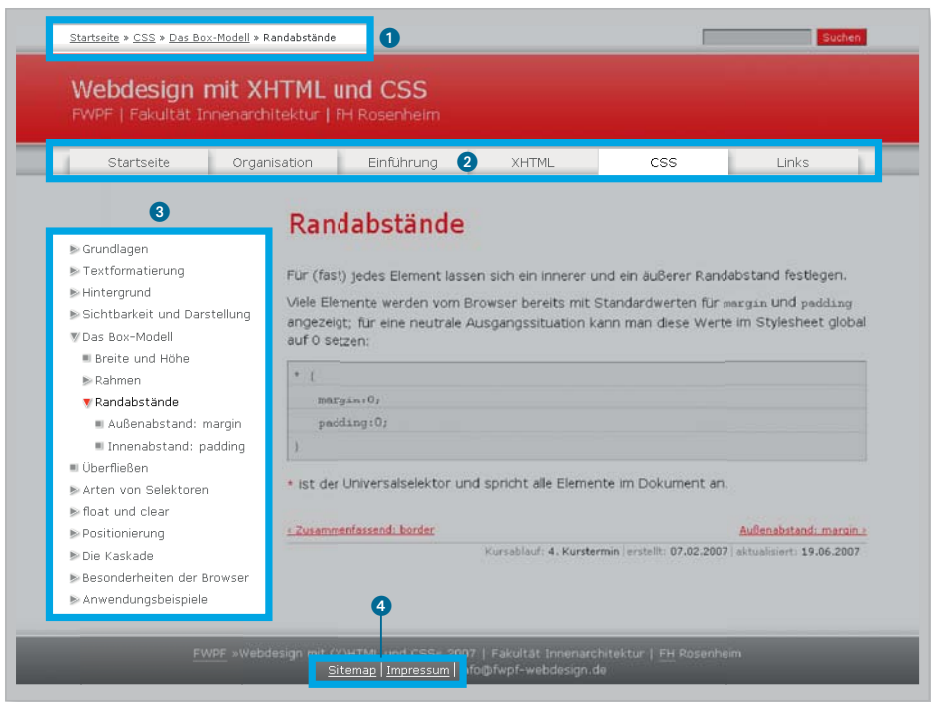 Startseite » CSS » Das Box-Modell » Randabstände
1
Suchen
Webdesign mit XHTML und CSS
FWPF | Fakultät Innenarchitektur | FH Rosenheim
Startseite Organisation Einführung 2 XHTML CSS Links
3
Grundlagen
Textformatierung
Hintergrund
Sichtbarkeit und Darstellung
Das Box-Modell
Breite und Höhe
Rahmen
Randabstände
Außenabstand: margin
Innenabstand: padding
Überfließen
Arten von Selektoren
float und clear
Positionierung
Die Kaskade
Besonderheiten der Browser
Anwendungsbeispiele
Randabstände
Für (fast) jedes Element lassen sich ein innerer und ein äußerer Randabstand festlegen.
Viele Elemente werden vom Browser bereits mit Standardwerten für margin und padding
angezeigt; für eine neutrale Ausgangssituation kann man diese Werte im Stylesheet global
auf 0 setzen:
* {
margin:0;
padding:0;
}
* ist der Universalselektor und spricht alle Elemente im Dokument an.
‹ Zusammenfassend: border Außenabstand: margin ›
Kursablauf: 4. Kurstermin | erstellt: 07.02.2007 | aktualisiert: 19.06.2007
4
FWPF »Webdesign mit (X)HTML und CSS« 2007 | Fakultät Innenarchitektur | FH Rosenheim
Sitemap | Impressum | info@fwpf-webdesign.de